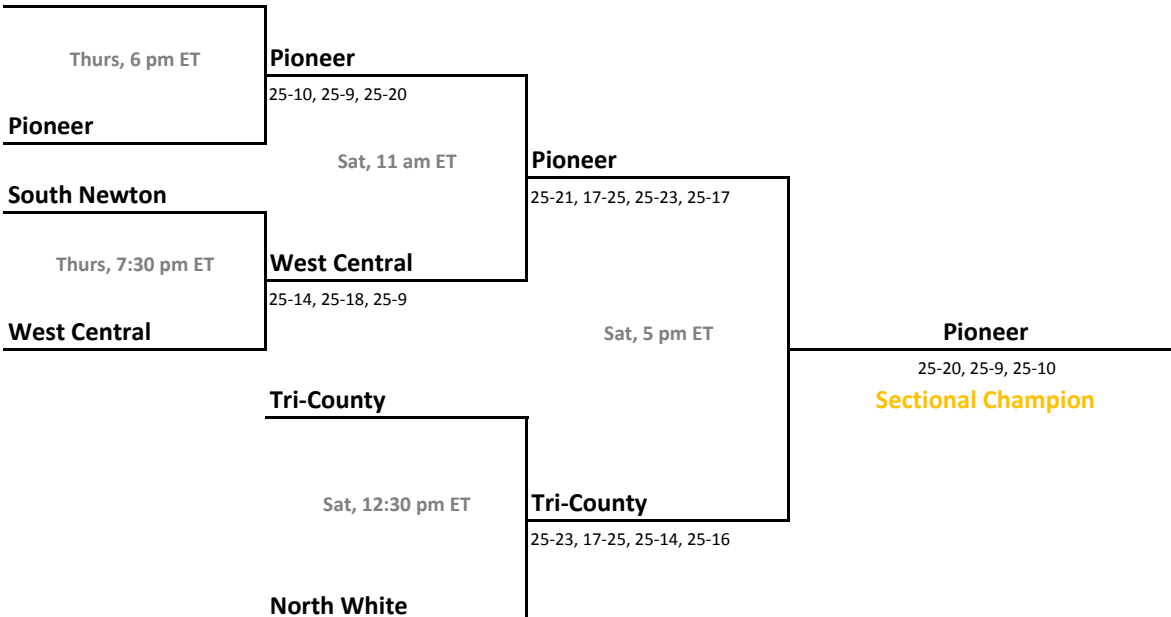 Thurs, 6 pm ET
Pioneer
25-10, 25-9, 25-20
Pioneer
Sat, 11 am ET
Pioneer
25-21, 17-25, 25-23, 25-17
South Newton
Thurs, 7:30 pm ET
West Central
25-14, 25-18, 25-9
West Central
Sat, 5 pm ET
Pioneer
25-20, 25-9, 25-10
Sectional Champion
Tri-County
Sat, 12:30 pm ET
Tri-County
25-23, 17-25, 25-14, 25-16
North White